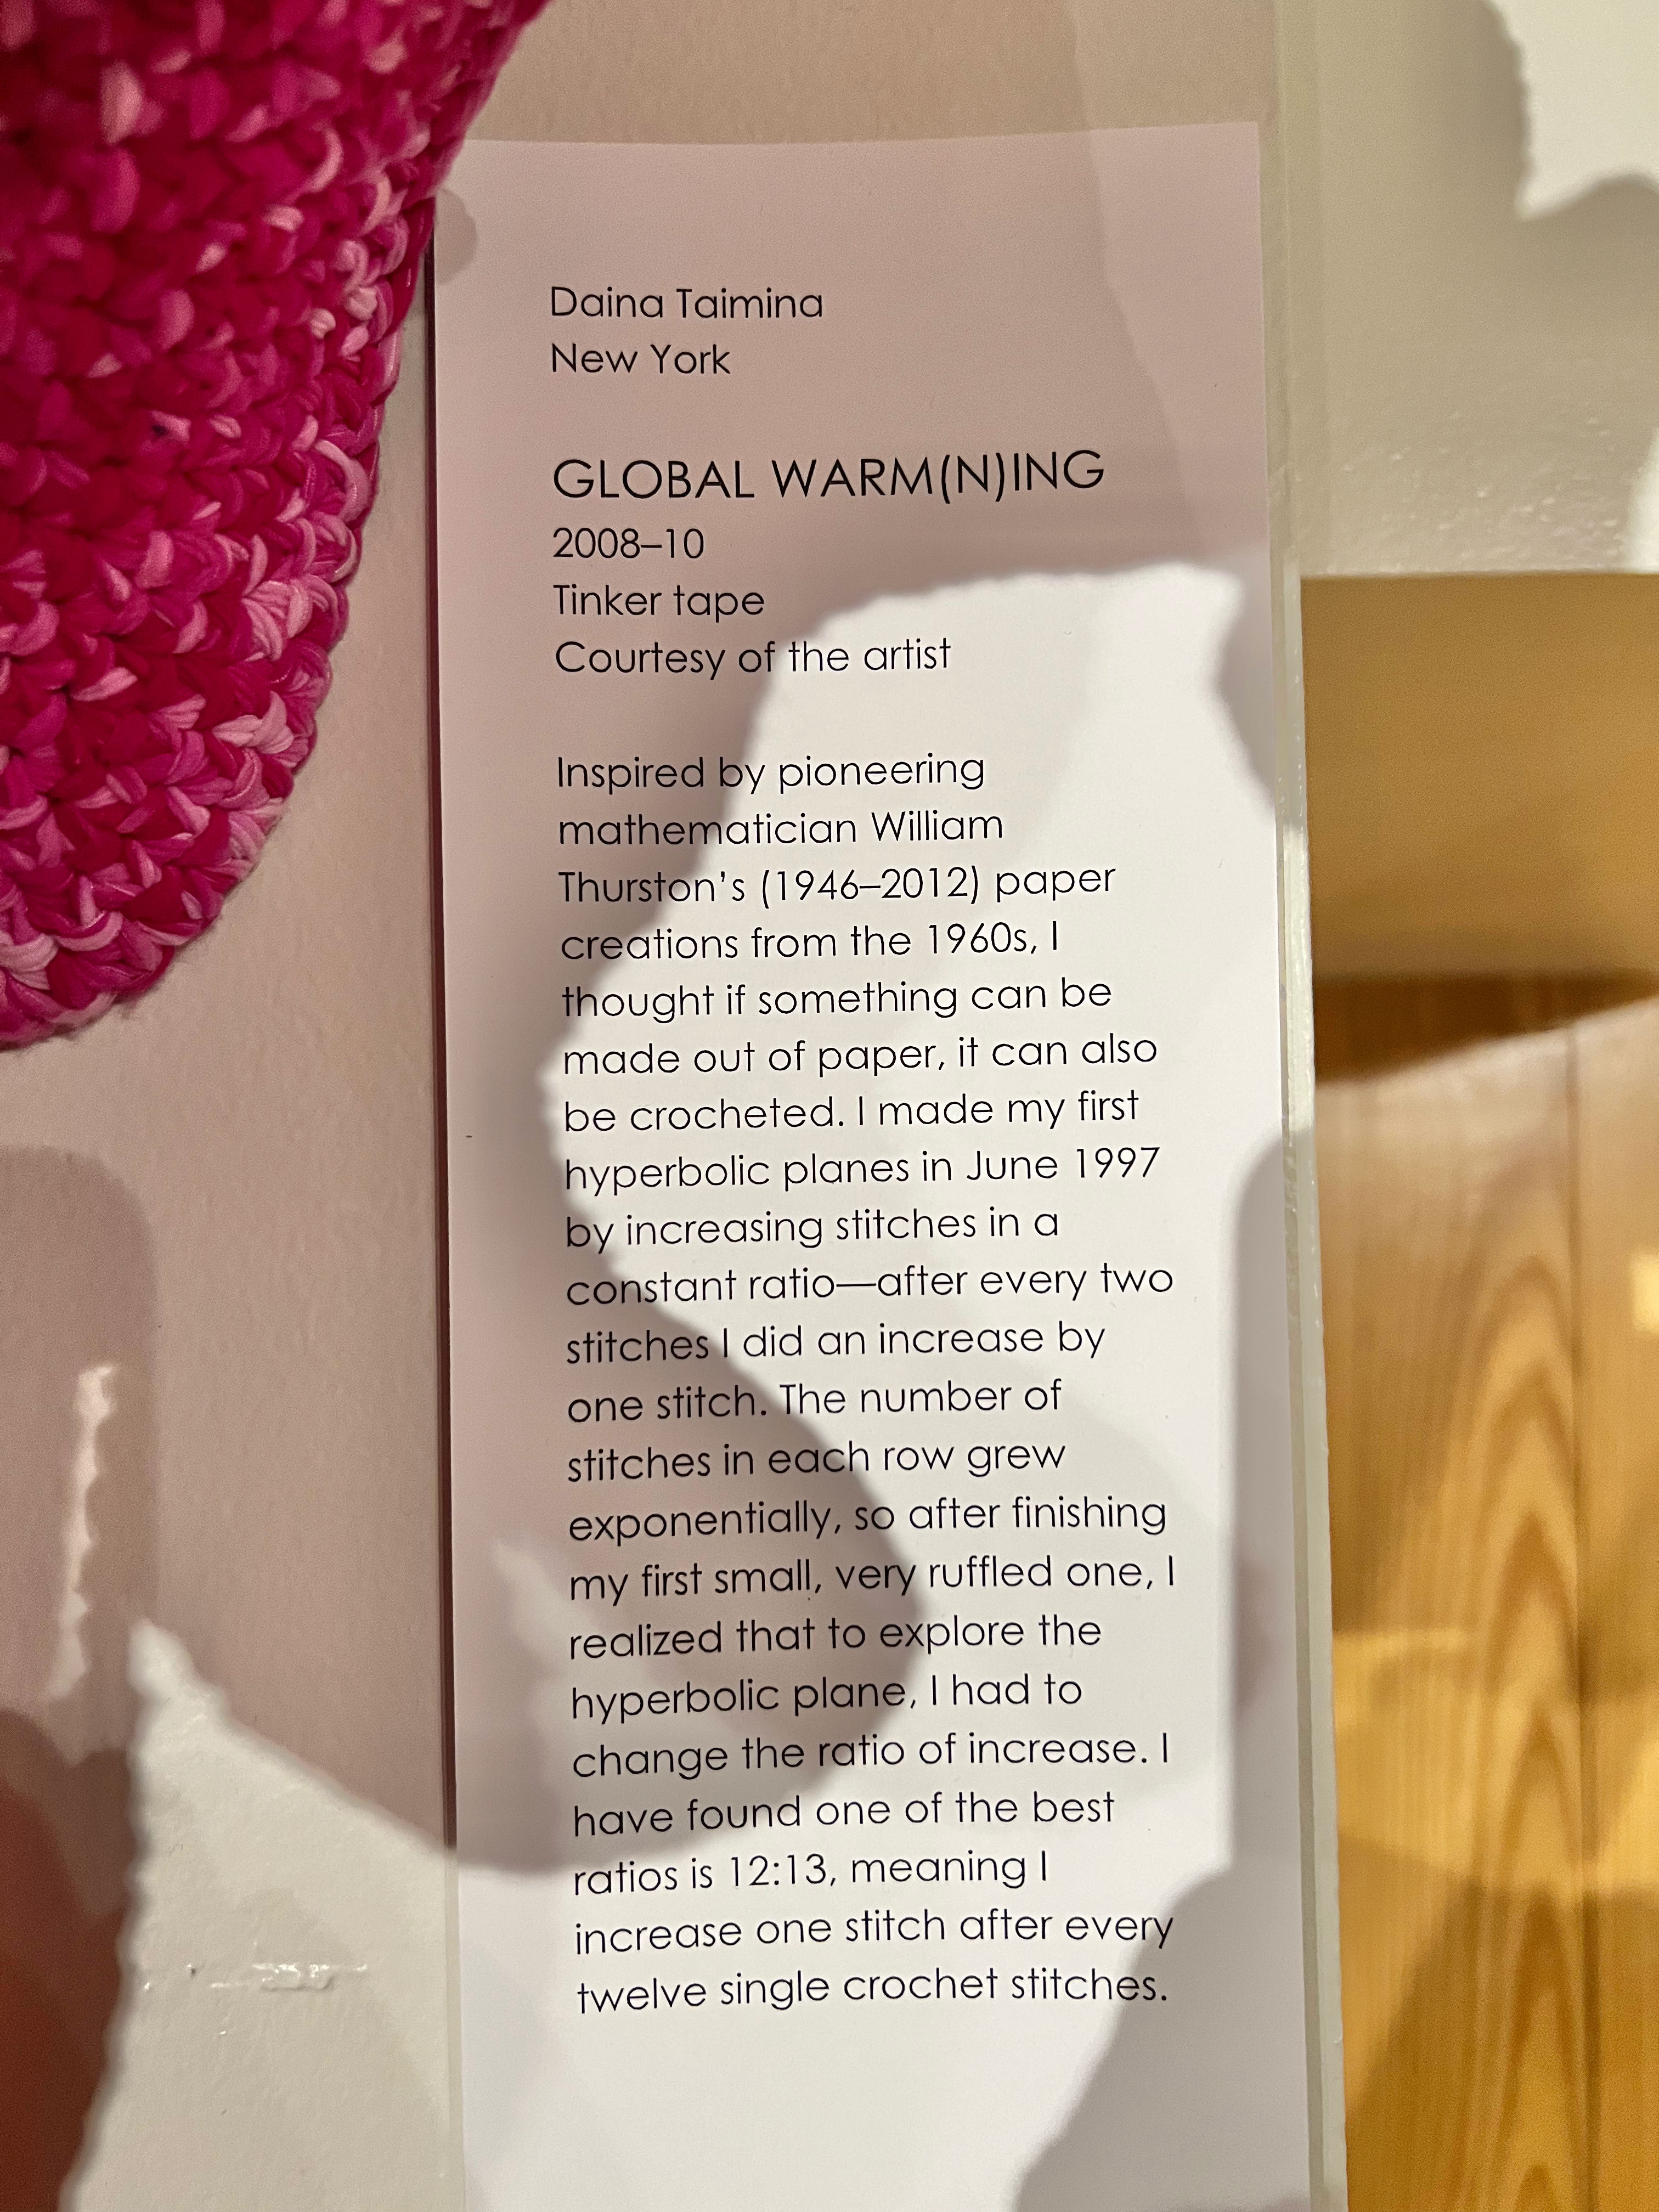 Daina Taimina
New York
GLOBAL WARM(N)ING
2008–10
Tinker tape
Courtesy of the artist
Inspired by pioneering
mathematician William
Thurston’s (1946–2012) paper
creations from the 1960s, I
thought if something can be
made out of paper, it can also
be crocheted. I made my first
hyperbolic planes in June 1997
by increasing stitches in a
constant ratio—after every two
stitches I did an increase by
one stitch. The number of
stitches in each row grew
exponentially, so after finishing
my first small, very ruffled one, I
realized that to explore the
hyperbolic plane, I had to
change the ratio of increase. I
have found one of the best
ratios is 12:13, meaning I
increase one stitch after every
twelve single crochet stitches.